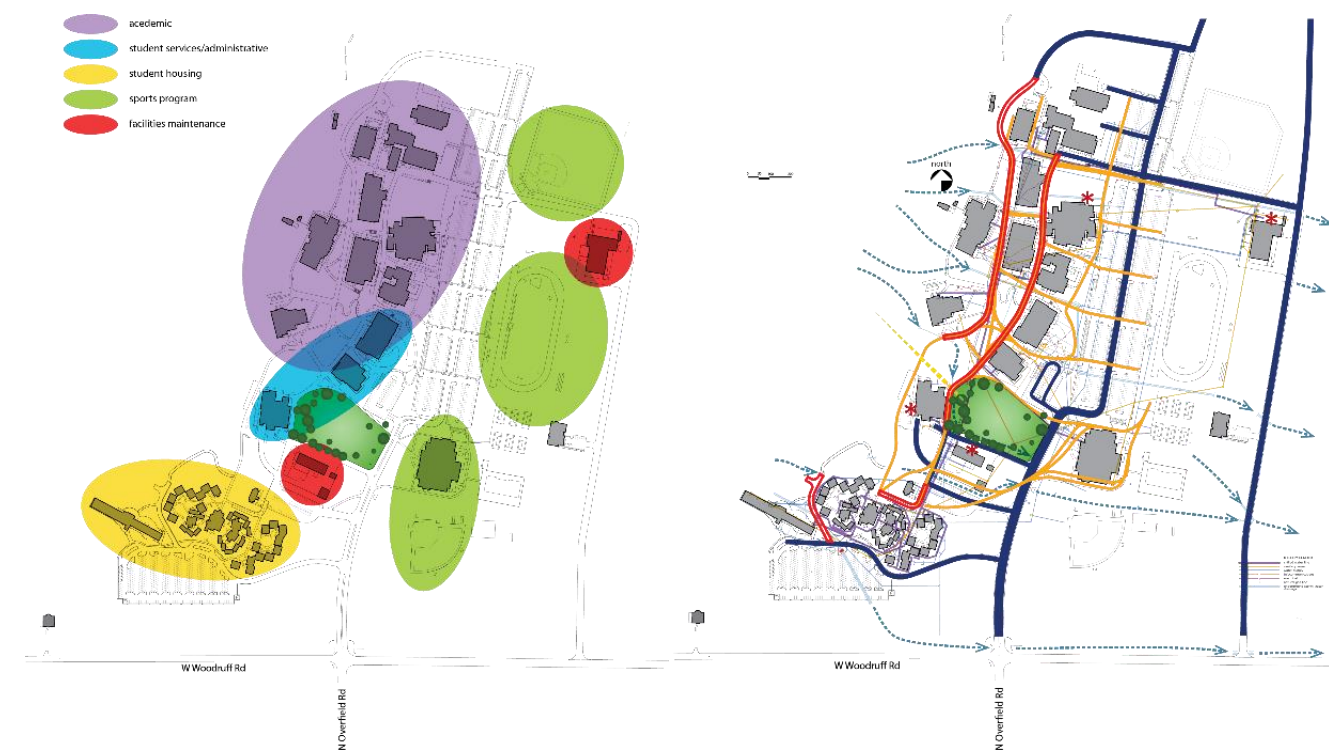 acedemic
student services/administrative
student housing
sports program
facilities maintenance
north
W Woodruff Rd
N Overfield Rd
W Woodruff Rd
N Overfield Rd